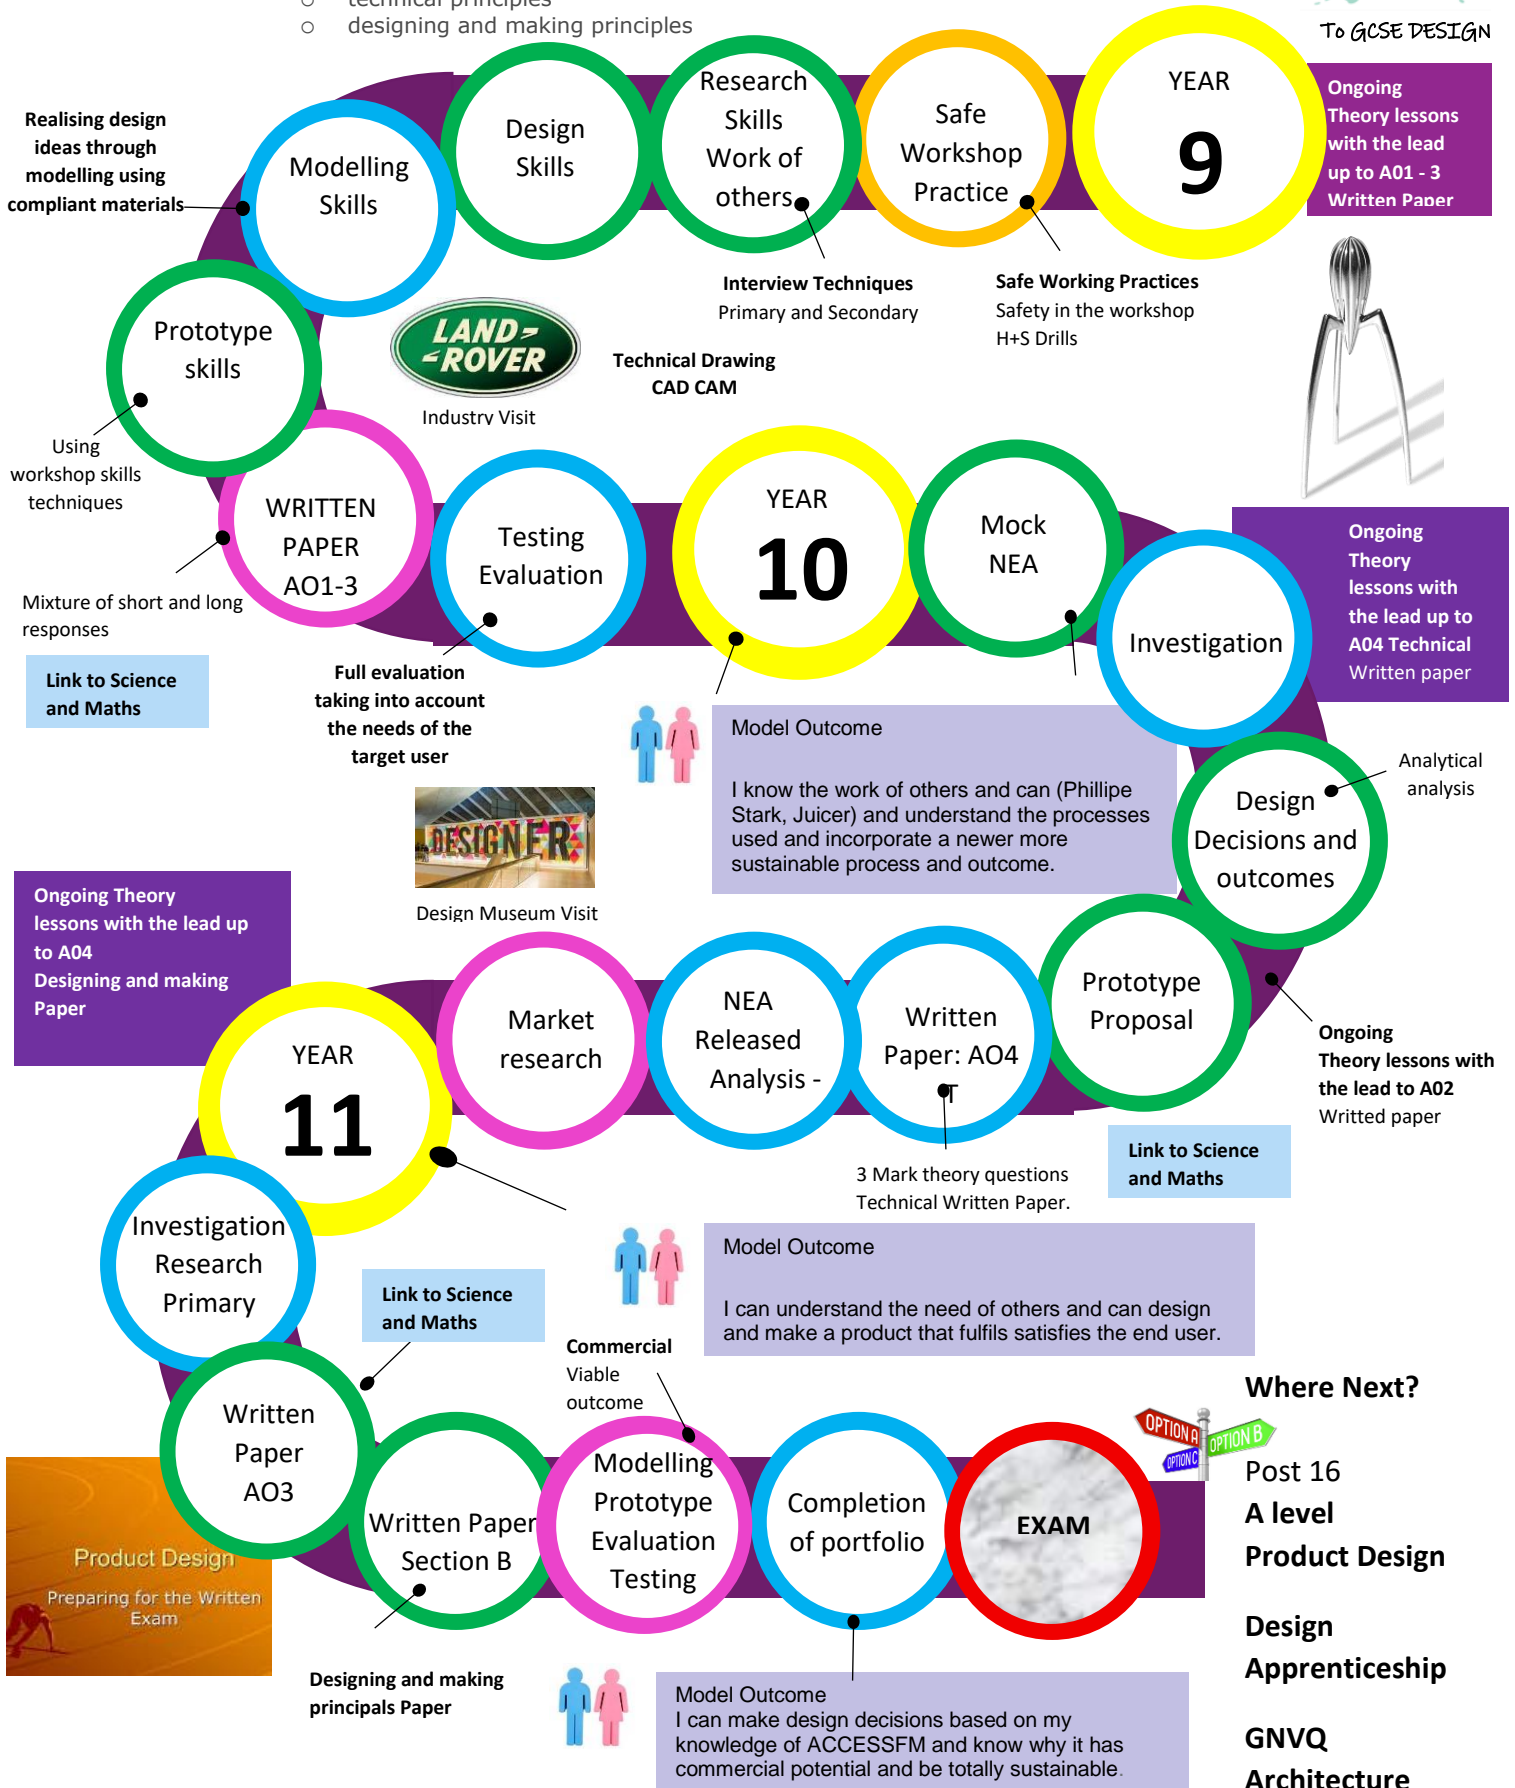 o technical principles
o designing and making principles
To GCSE DESIGN
YEAR
9
Ongoing
Theory lessons
with the lead
up to A01 - 3
Written Paper
Safe
Workshop
Practice
Research
Skills
Work of
others
Design
Skills
Modelling
Skills
Realising design
ideas through
modelling using
compliant materials
Interview Techniques
Primary and Secondary
Safe Working Practices
Safety in the workshop
H+S Drills
Prototype
skills
LAND-
-ROVER
Industry Visit
Technical Drawing
CAD CAM
Using
workshop skills
techniques
WRITTEN
PAPER
AO1-3
Mixture of short and long
responses
Link to Science
and Maths
Testing
Evaluation
Full evaluation
taking into account
the needs of the
target user
YEAR
10
Mock
NEA
Investigation
Ongoing
Theory
lessons with
the lead up to
A04 Technical
Written paper
Model Outcome
I know the work of others and can (Phillipe
Stark, Juicer) and understand the processes
used and incorporate a newer more
sustainable process and outcome.
Analytical
analysis
Design
Decisions and
outcomes
DESIGNER
Design Museum Visit
Ongoing Theory
lessons with the lead up
to A04
Designing and making
Paper
Prototype
Proposal
Ongoing
Theory lessons with
the lead to A02
Writted paper
Link to Science
and Maths
Written
Paper: AO4
T
3 Mark theory questions
Technical Written Paper.
NEA
Released
Analysis -
Market
research
YEAR
11
Model Outcome
I can understand the need of others and can design
and make a product that fulfils satisfies the end user.
Investigation
Research
Primary
Link to Science
and Maths
Written
Paper
AO3
Commercial
Viable
outcome
Written Paper
Section B
Designing and making
principals Paper
Modelling
Prototype
Evaluation
Testing
Completion
of portfolio
EXAM
Product Design
Preparing for the Written
Exam
Model Outcome
I can make design decisions based on my
knowledge of ACCESSFM and know why it has
commercial potential and be totally sustainable.
OPTION A
OPTION B
OPTION C
Where Next?
Post 16
A level
Product Design
Design
Apprenticeship
GNVQ
Architecture